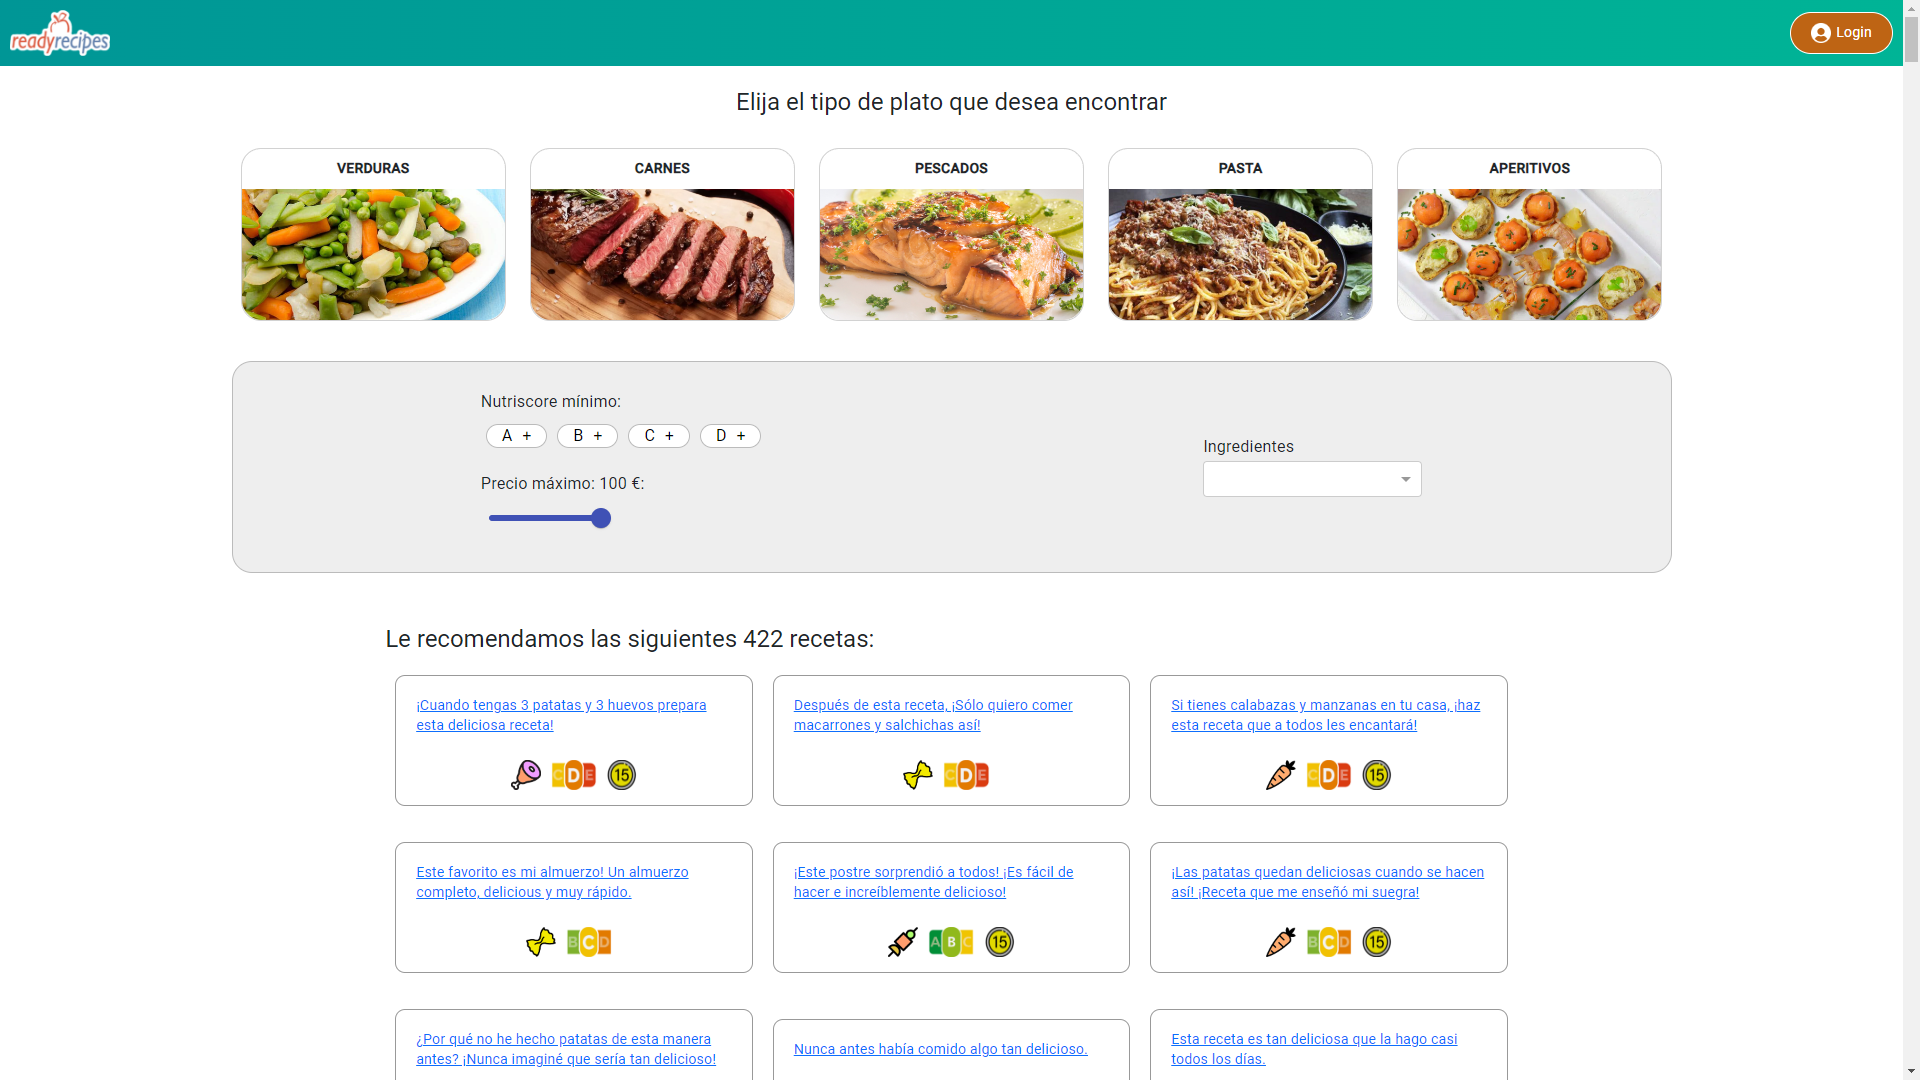 readyrecipes
Login
Elija el tipo de plato que desea encontrar
VERDURAS
CARNES
PESCADOS
PASTA
APERITIVOS
Nutriscore mínimo:
A +
B +
C +
D +
Precio máximo: 100 €:
Ingredientes
Le recomendamos las siguientes 422 recetas:
¡Cuando tengas 3 patatas y 3 huevos prepara
esta deliciosa receta!
C D E
15
Después de esta receta, ¡Sólo quiero comer
macarrones y salchichas así!
C D E
Si tienes calabazas y manzanas en tu casa, ¡haz
esta receta que a todos les encantará!
C D E
15
Este favorito es mi almuerzo! Un almuerzo
completo, delicious y muy rápido.
B C D
¡Este postre sorprendió a todos! ¡Es fácil de
hacer e increíblemente delicioso!
A B C
15
¡Las patatas quedan deliciosas cuando se hacen
así! ¡Receta que me enseñó mi suegra!
B C D
15
¿Por qué no he hecho patatas de esta manera
antes? ¡Nunca imaginé que sería tan delicioso!
Nunca antes había comido algo tan delicioso.
Esta receta es tan deliciosa que la hago casi
todos los días.